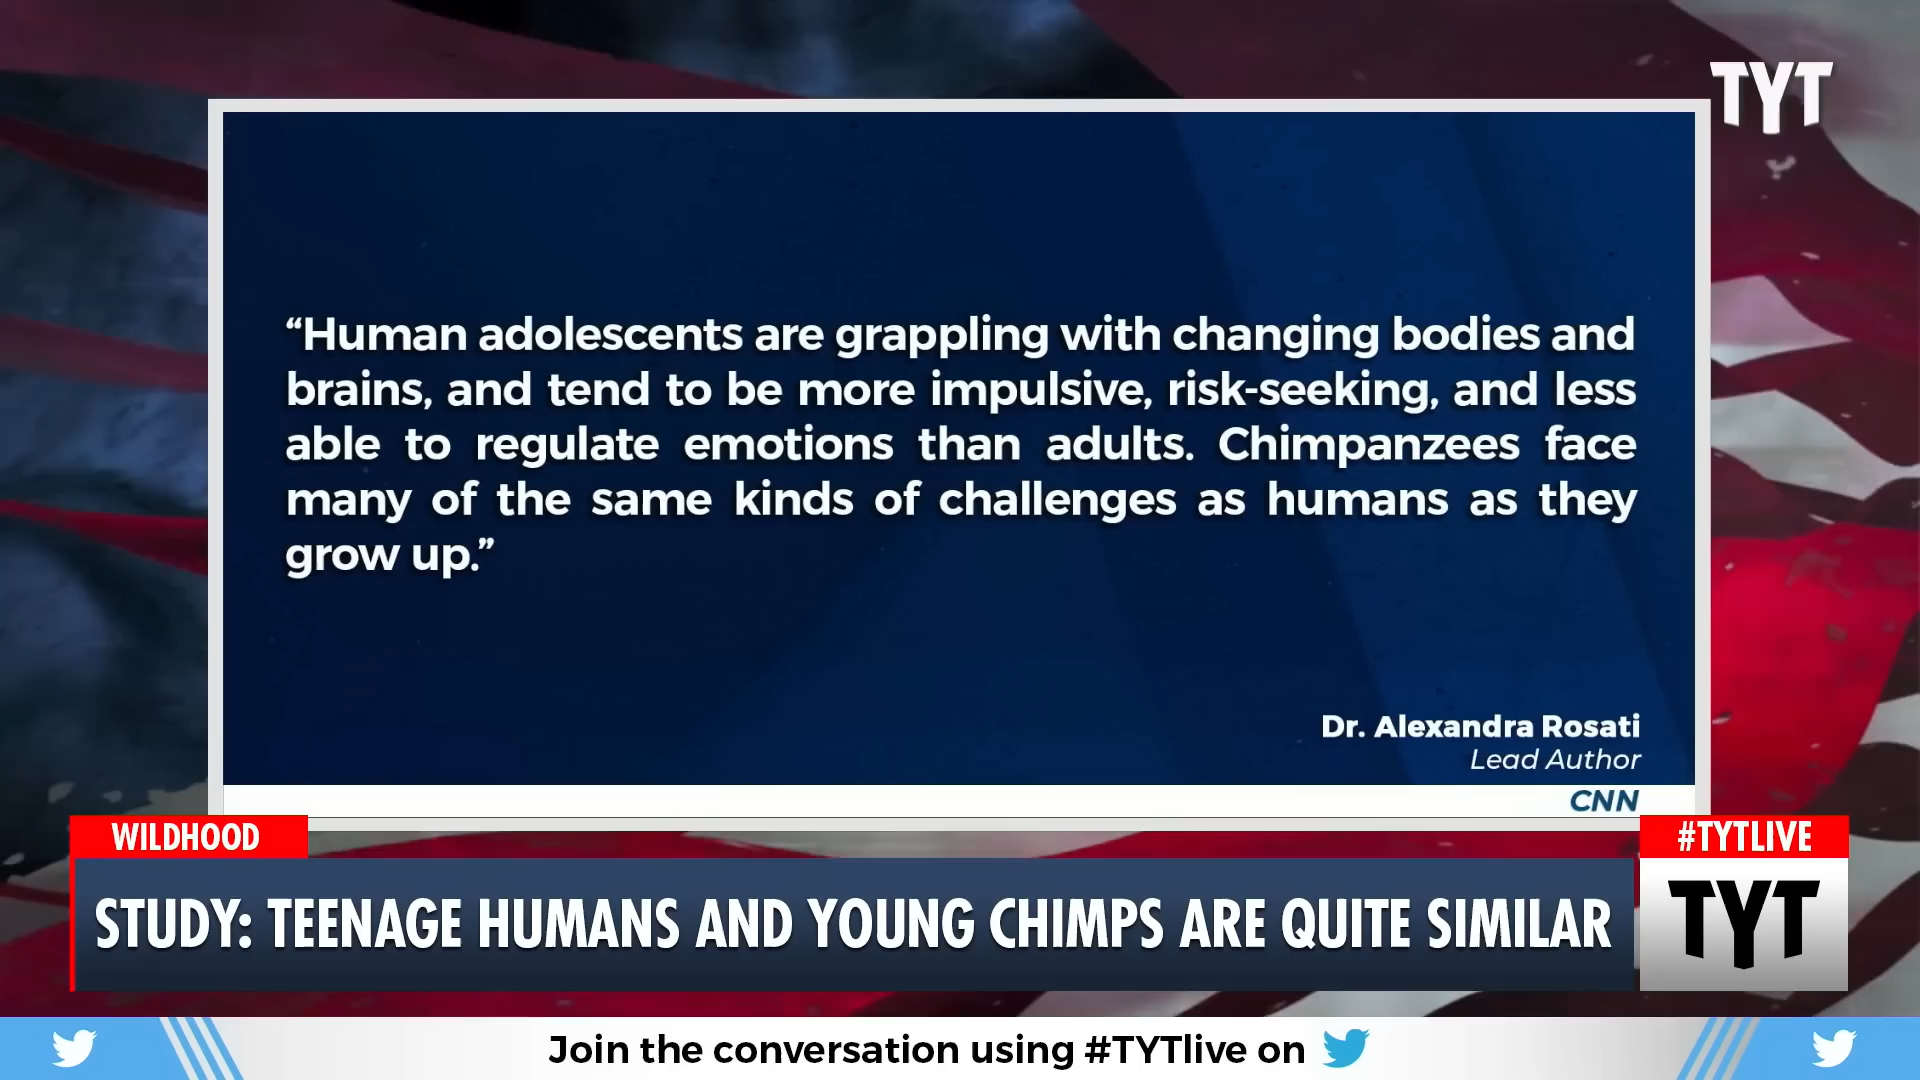 TYT
“Human adolescents are grappling with changing bodies and
brains, and tend to be more impulsive, risk-seeking, and less
able to regulate emotions than adults. Chimpanzees face
many of the same kinds of challenges as humans as they
grow up.”
Dr. Alexandra Rosati
Lead Author
CNN
WILDHOOD
#TYTLIVE
STUDY: TEENAGE HUMANS AND YOUNG CHIMPS ARE QUITE SIMILAR
TYT
Join the conversation using #TYTlive on